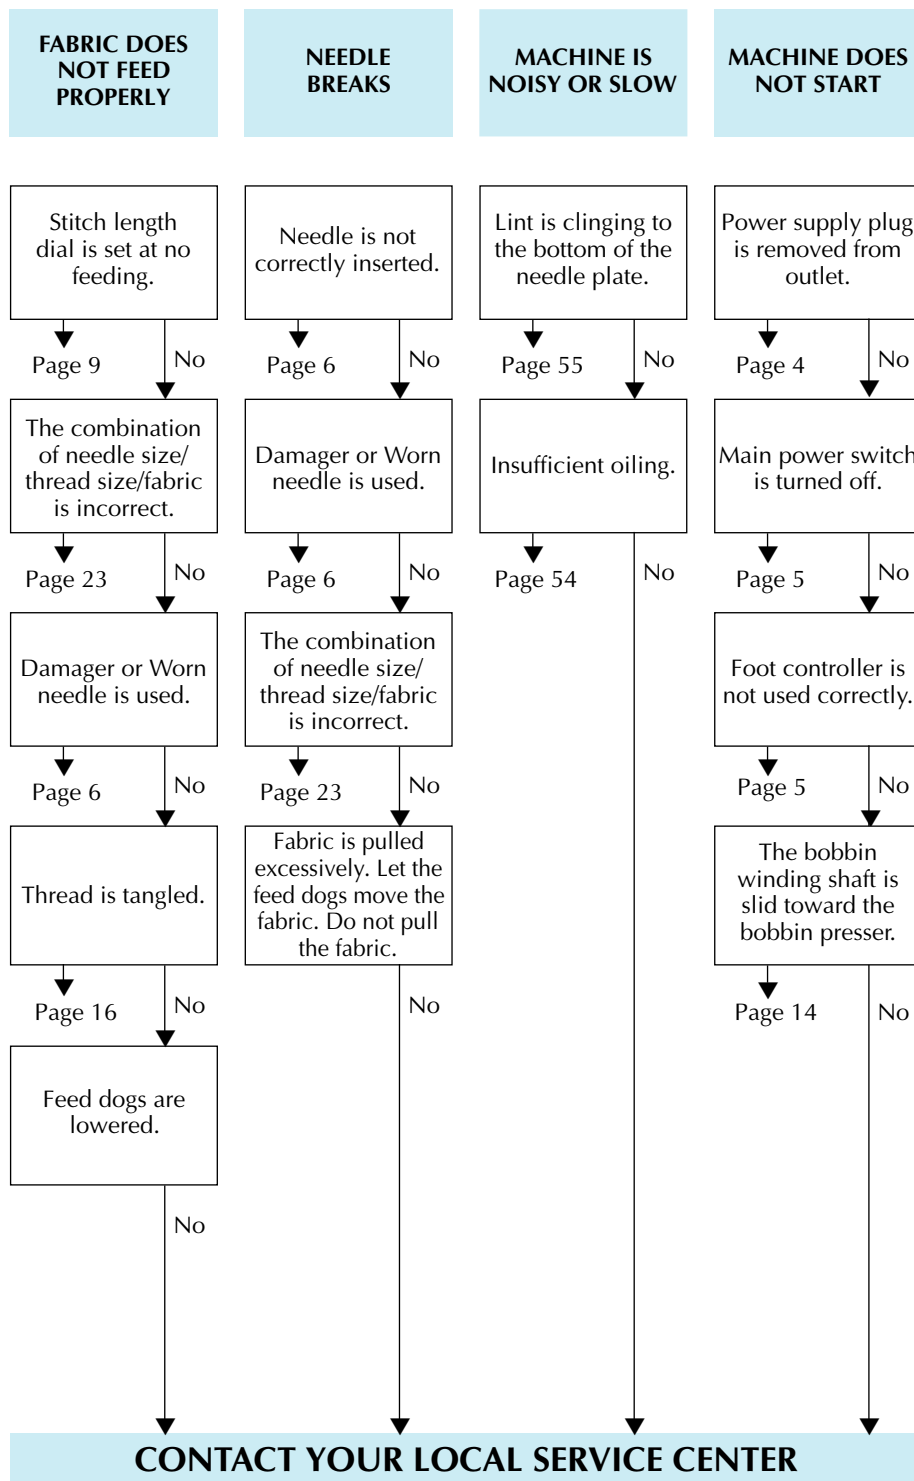 FABRIC DOES
NOT FEED
PROPERLY
Stitch length
dial is set at no
feeding.
Page 9
No
The combination
of needle size/
thread size/fabric
is incorrect.
Page 23
No
Damager or Worn
needle is used.
Page 6
No
Thread is tangled.
Page 16
No
Feed dogs are
lowered.
No
NEEDLE
BREAKS
Needle is not
correctly inserted.
Page 6
No
Damager or Worn
needle is used.
Page 6
No
The combination
of needle size/
thread size/fabric
is incorrect.
Page 23
No
Fabric is pulled
excessively. Let the
feed dogs move the
fabric. Do not pull
the fabric.
No
MACHINE IS
NOISY OR SLOW
Lint is clinging to
the bottom of the
needle plate.
Page 55
No
Insufficient oiling.
Page 54
No
MACHINE DOES
NOT START
Power supply plug
is removed from
outlet.
Page 4
No
Main power switch
is turned off.
Page 5
No
Foot controller is
not used correctly.
Page 5
No
The bobbin
winding shaft is
slid toward the
bobbin presser.
Page 14
No
CONTACT YOUR LOCAL SERVICE CENTER